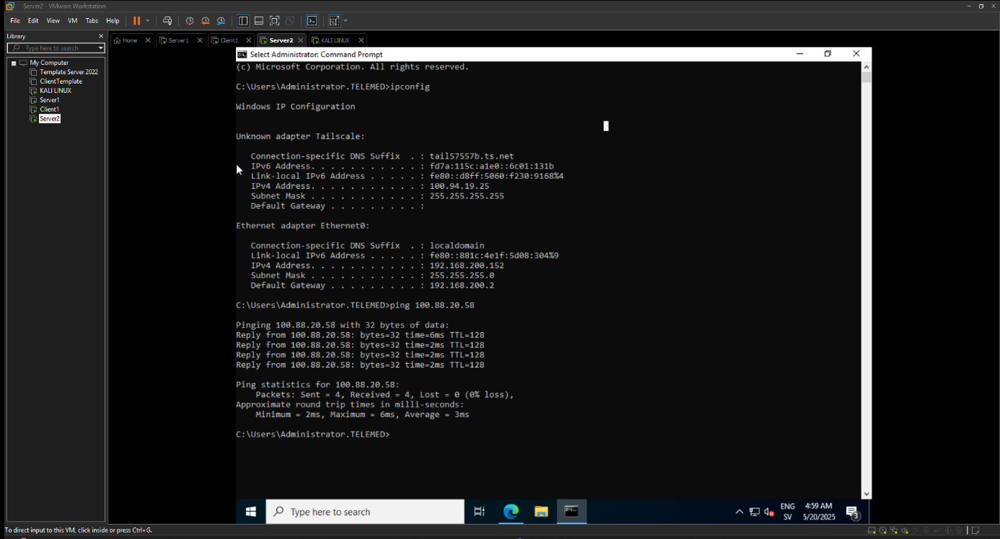 Server2 - VMware Workstation
File Edit View VM Tabs Help
Library
Type here to search
My Computer
Template Server 2022
ClientTemplate
KALI LINUX
Server1
Client1
Server2
Home Server1 Client1 Server2 KALI LINUX
Select Administrator: Command Prompt
(c) Microsoft Corporation. All rights reserved.
C:\Users\Administrator.TELEMED>ipconfig
Windows IP Configuration
Unknown adapter Tailscale:
Connection-specific DNS Suffix . : tail57557b.ts.net
IPv6 Address. . . . . . . . . . . : fd7a:115c:a1e0::6c01:131b
Link-local IPv6 Address . . . . . : fe80::d8ff:5060:f230:9168%4
IPv4 Address. . . . . . . . . . . : 100.94.19.25
Subnet Mask . . . . . . . . . . . : 255.255.255.255
Default Gateway . . . . . . . . . :
Ethernet adapter Ethernet0:
Connection-specific DNS Suffix . : localdomain
Link-local IPv6 Address . . . . . : fe80::881c:4e1f:5d08:304%9
IPv4 Address. . . . . . . . . . . : 192.168.200.152
Subnet Mask . . . . . . . . . . . : 255.255.255.0
Default Gateway . . . . . . . . . : 192.168.200.2
C:\Users\Administrator.TELEMED>ping 100.88.20.58
Pinging 100.88.20.58 with 32 bytes of data:
Reply from 100.88.20.58: bytes=32 time=6ms TTL=128
Reply from 100.88.20.58: bytes=32 time=2ms TTL=128
Reply from 100.88.20.58: bytes=32 time=2ms TTL=128
Reply from 100.88.20.58: bytes=32 time=2ms TTL=128
Ping statistics for 100.88.20.58:
Packets: Sent = 4, Received = 4, Lost = 0 (0% loss),
Approximate round trip times in milli-seconds:
Minimum = 2ms, Maximum = 6ms, Average = 3ms
C:\Users\Administrator.TELEMED>
Type here to search
ENG
SV
4:59 AM
5/20/2025
3
To direct input to this VM, click inside or press Ctrl+G.